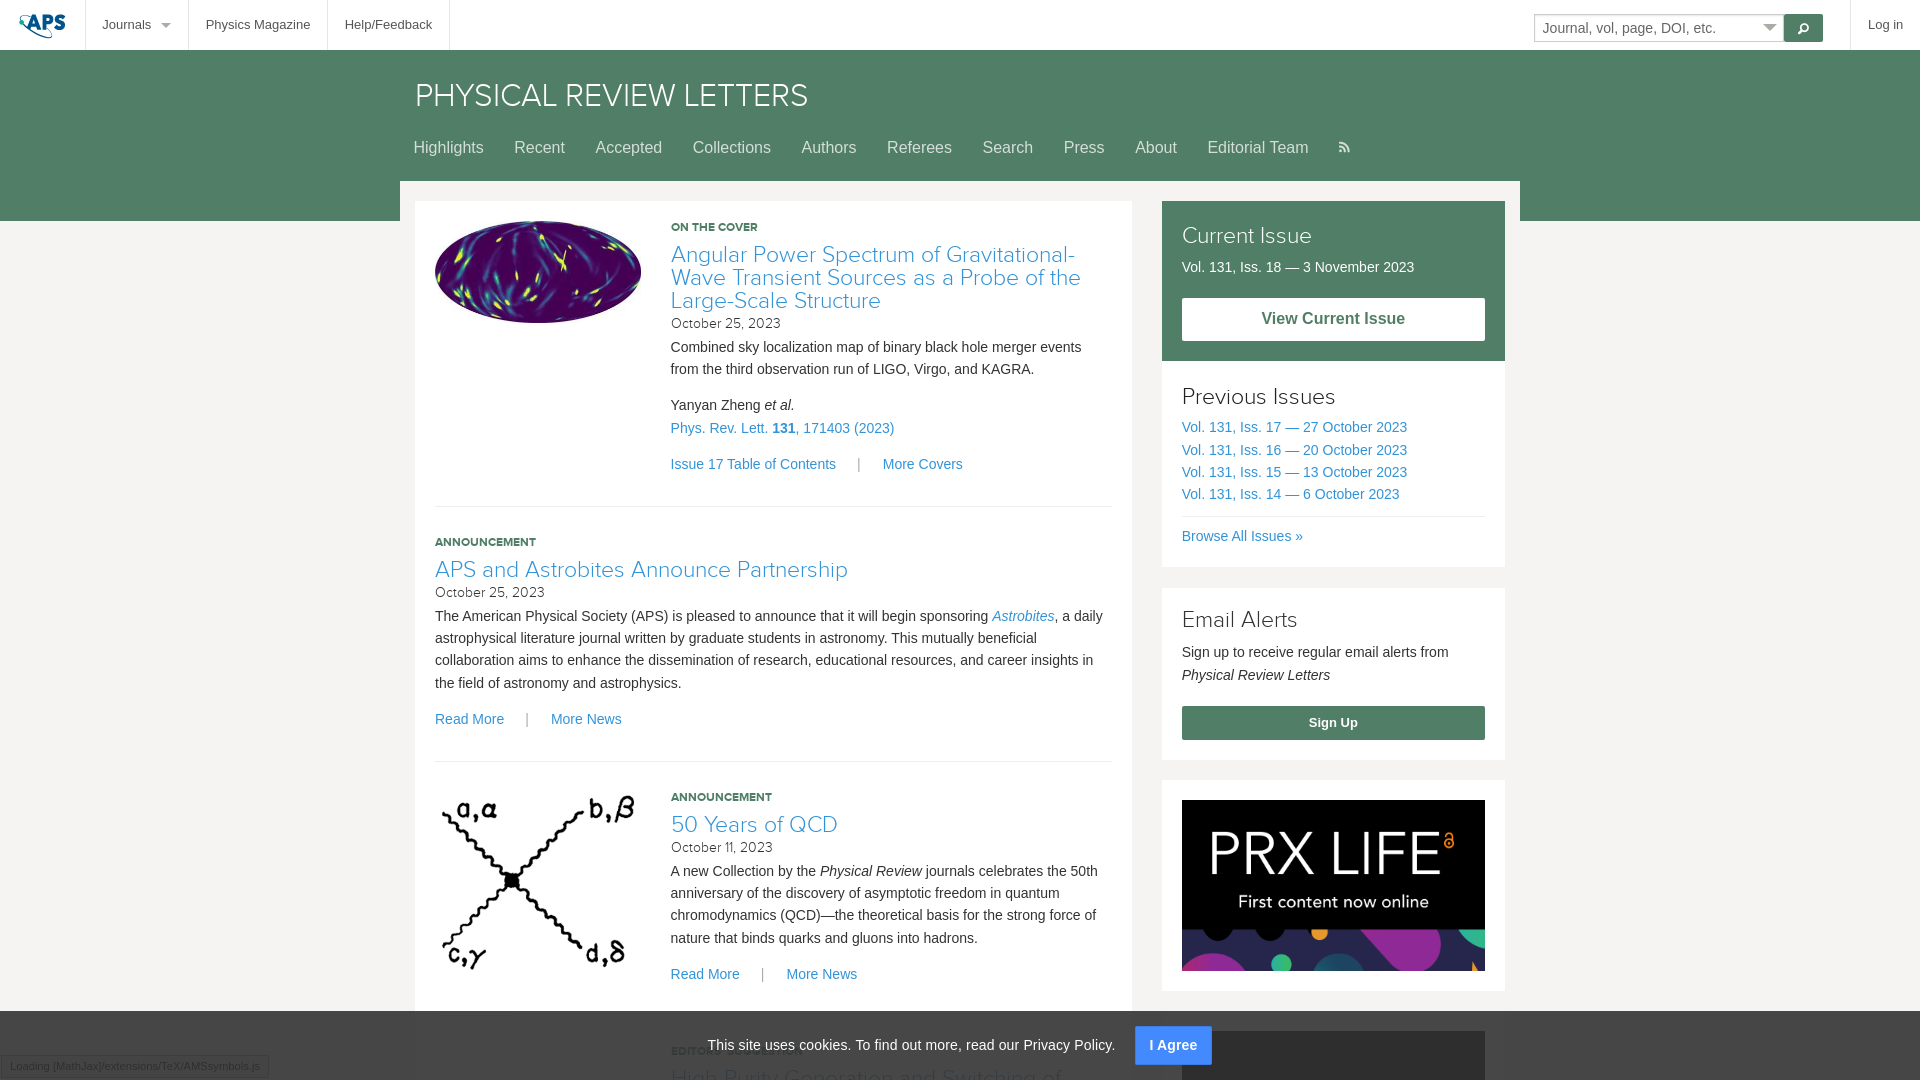 APS
Journals
Physics Magazine
Help/Feedback
Journal, vol, page, DOI, etc.
Log in
PHYSICAL REVIEW LETTERS
Highlights
Recent
Accepted
Collections
Authors
Referees
Search
Press
About
Editorial Team
ON THE COVER
Angular Power Spectrum of Gravitational-
Wave Transient Sources as a Probe of the
Large-Scale Structure
October 25, 2023
Combined sky localization map of binary black hole merger events
from the third observation run of LIGO, Virgo, and KAGRA.
Yanyan Zheng et al.
Phys. Rev. Lett. 131, 171403 (2023)
Issue 17 Table of Contents | More Covers
ANNOUNCEMENT
APS and Astrobites Announce Partnership
October 25, 2023
The American Physical Society (APS) is pleased to announce that it will begin sponsoring Astrobites, a daily
astrophysical literature journal written by graduate students in astronomy. This mutually beneficial
collaboration aims to enhance the dissemination of research, educational resources, and career insights in
the field of astronomy and astrophysics.
Read More | More News
a,α
b,β
c,γ
d,δ
ANNOUNCEMENT
50 Years of QCD
October 11, 2023
A new Collection by the Physical Review journals celebrates the 50th
anniversary of the discovery of asymptotic freedom in quantum
chromodynamics (QCD)—the theoretical basis for the strong force of
nature that binds quarks and gluons into hadrons.
Read More | More News
EDITORS' SUGGESTION
High-Purity Generation and Switching of
Current Issue
Vol. 131, Iss. 18 — 3 November 2023
View Current Issue
Previous Issues
Vol. 131, Iss. 17 — 27 October 2023
Vol. 131, Iss. 16 — 20 October 2023
Vol. 131, Iss. 15 — 13 October 2023
Vol. 131, Iss. 14 — 6 October 2023
Browse All Issues »
Email Alerts
Sign up to receive regular email alerts from
Physical Review Letters
Sign Up
PRX LIFE
First content now online
This site uses cookies. To find out more, read our Privacy Policy.
I Agree
Loading [MathJax]/extensions/TeX/AMSsymbols.js